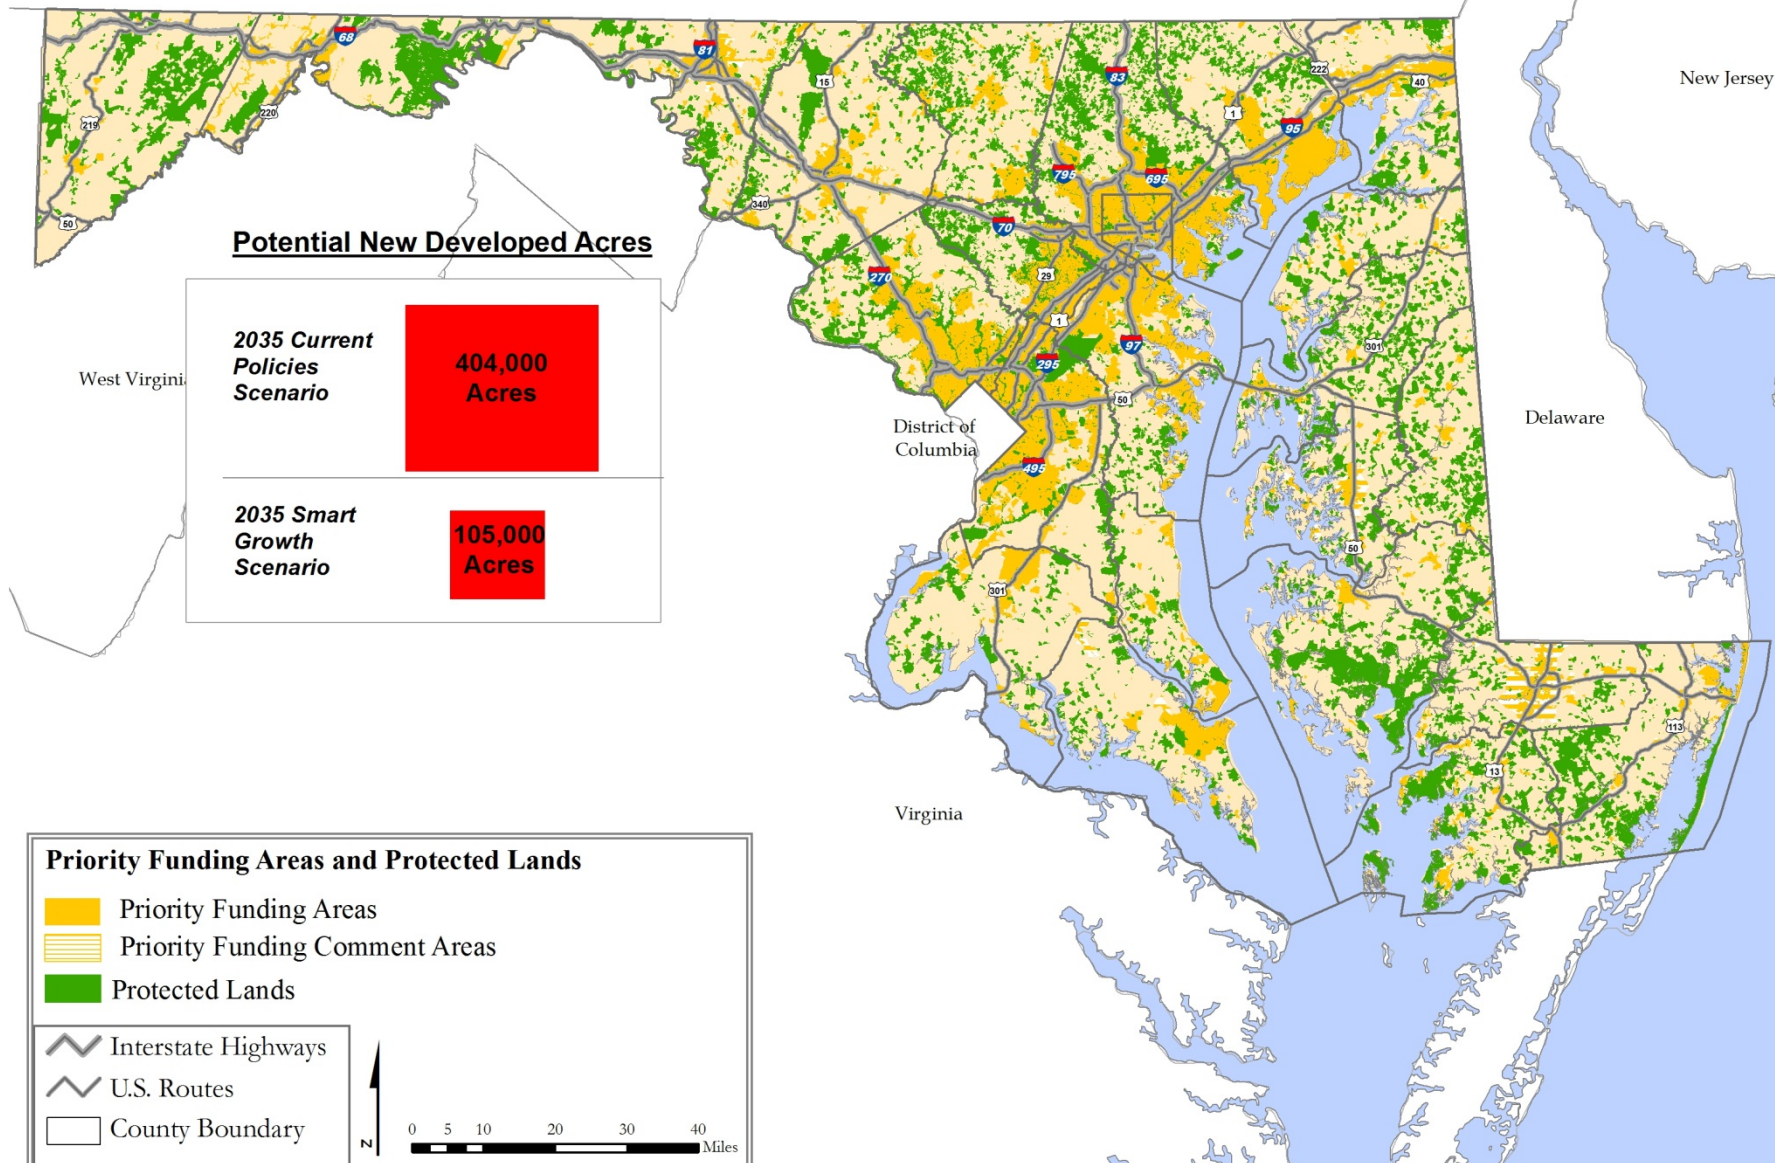 68
81
15
83
222
40
New Jersey
219
220
1
95
795
695
50
340
70
Potential New Developed Acres
270
29
2035 Current
Policies
Scenario
404,000
Acres
1
97
301
295
West Virginia
50
District of
Columbia
Delaware
495
2035 Smart
Growth
Scenario
105,000
Acres
50
301
113
13
Virginia
Priority Funding Areas and Protected Lands
Priority Funding Areas
Priority Funding Comment Areas
Protected Lands
Interstate Highways
U.S. Routes
County Boundary
N
0 5 10 20 30 40
Miles